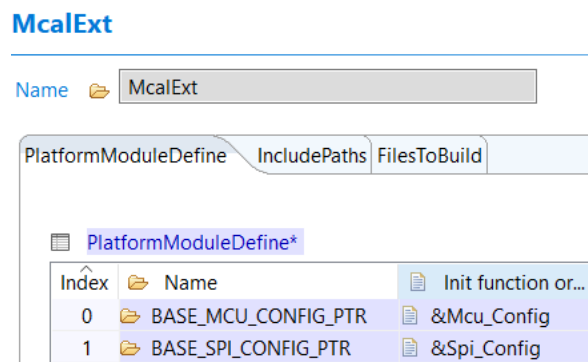 McalExt
Name McalExt
PlatformModuleDefine IncludePaths FilesToBuild
PlatformModuleDefine*
Index Name Init function or...
0 BASE_MCU_CONFIG_PTR &Mcu_Config
1 BASE_SPI_CONFIG_PTR &Spi_Config